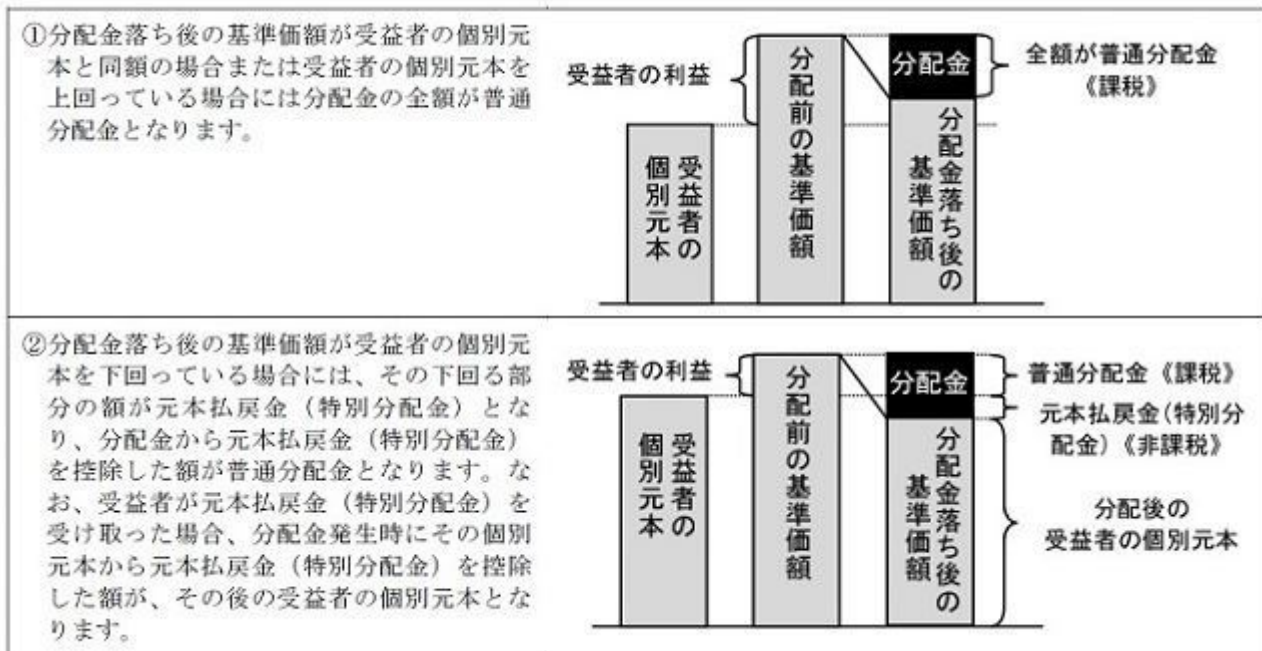 ①分配金落ち後の基準価額が受益者の個別元
本と同額の場合または受益者の個別元本を
上回っている場合には分配金の全額が普通
分配金となります。
受益者の利益
受益者の
個別元本
分配前の基準価額
分配金
分配金落ち後の
基準価額
全額が普通分配金
《課税》
②分配金落ち後の基準価額が受益者の個別元
本を下回っている場合には、その下回る部
分の額が元本払戻金（特別分配金）とな
り、分配金から元本払戻金（特別分配金）
を控除した額が普通分配金となります。な
お、受益者が元本払戻金（特別分配金）を
受け取った場合、分配金発生時にその個別
元本から元本払戻金（特別分配金）を控除
した額が、その後の受益者の個別元本とな
ります。
受益者の利益
受益者の
個別元本
分配前の基準価額
分配金
分配金落ち後の
基準価額
普通分配金《課税》
元本払戻金(特別分
配金)《非課税》
分配後の
受益者の個別元本